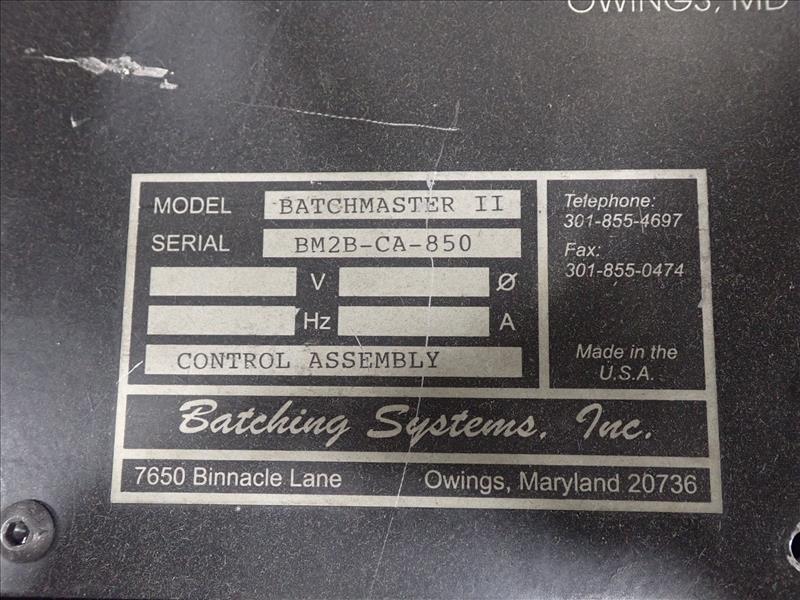 OWINGS, MD
MODEL BATCHMASTER II
SERIAL BM2B-CA-850
V Ø
Hz A
CONTROL ASSEMBLY
Telephone:
301-855-4697
Fax:
301-855-0474
Made in the
U.S.A.
Batching Systems, Inc.
7650 Binnacle Lane Owings, Maryland 20736